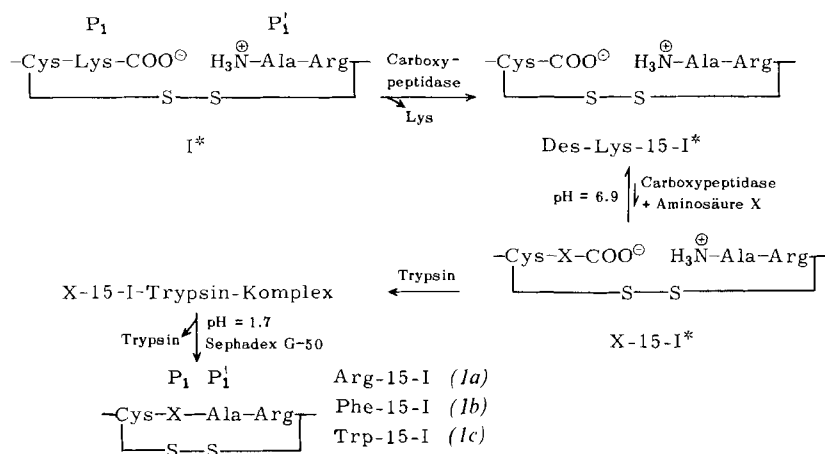 P₁ P₁'
–Cys–Lys–COO⊖ H₃N⊕–Ala–Arg–
S—S
I*
Carboxy-
peptidase
Lys
–Cys–COO⊖ H₃N⊕–Ala–Arg–
S—S
Des-Lys-15-I*
pH = 6.9
Carboxypeptidase
+ Aminosäure X
–Cys–X–COO⊖ H₃N⊕–Ala–Arg–
S—S
X-15-I*
Trypsin
X-15-I-Trypsin-Komplex
Trypsin
pH = 1.7
Sephadex G-50
P₁ P₁'
–Cys–X–Ala–Arg–
S—S
Arg-15-I (1a)
Phe-15-I (1b)
Trp-15-I (1c)